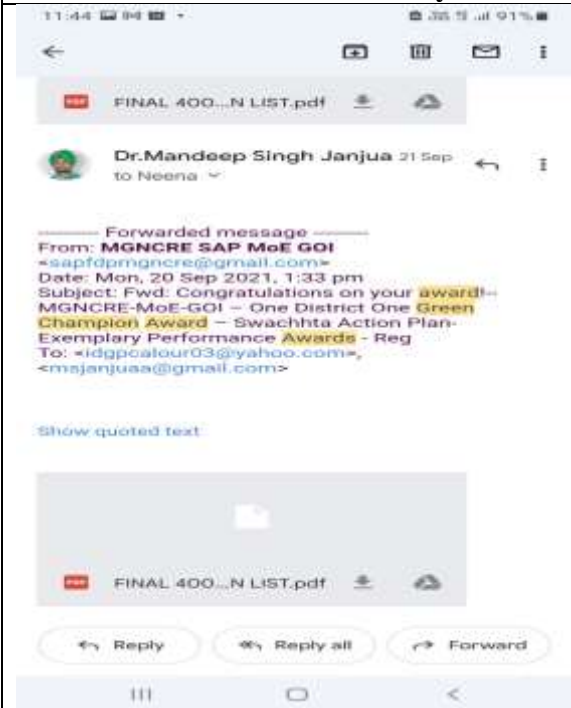 11:44
91%
PDF FINAL 400...N LIST.pdf
Dr.Mandeep Singh Janjua 21 Sep
to Neena
-------- Forwarded message --------
From: MGNCRE SAP MoE GOI
<sapfdpmgncre@gmail.com>
Date: Mon, 20 Sep 2021, 1:33 pm
Subject: Fwd: Congratulations on your award!--
MGNCRE-MoE-GOI – One District One Green
Champion Award – Swachhta Action Plan-
Exemplary Performance Awards - Reg
To: <idgpcalour03@yahoo.com>,
<msjanjuaa@gmail.com>
Show quoted text
PDF FINAL 400...N LIST.pdf
Reply Reply all Forward